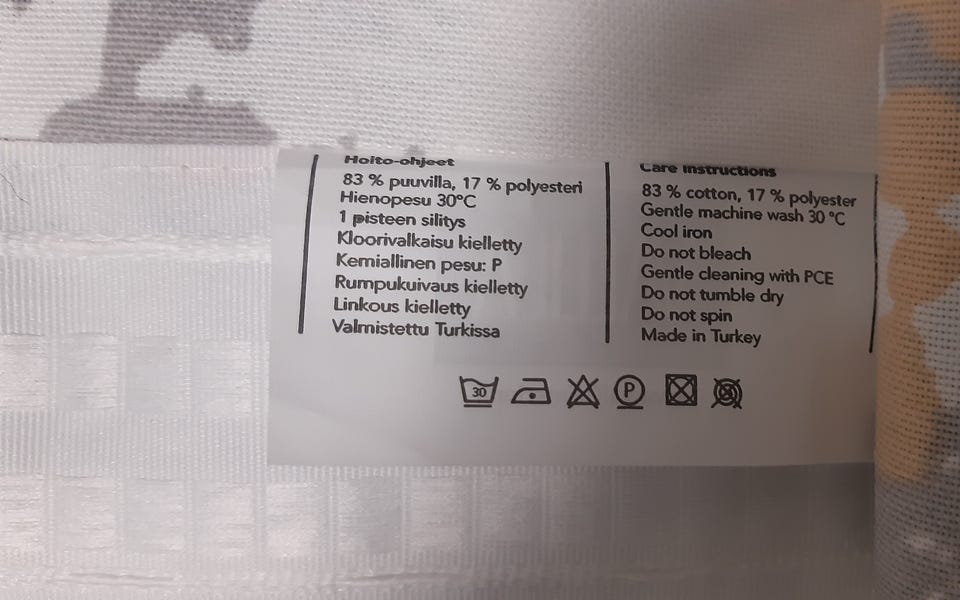 Hoito-ohjeet
83 % puuvilla, 17 % polyesteri
Hienopesu 30°C
1 pisteen silitys
Kloorivalkaisu kielletty
Kemiallinen pesu: P
Rumpukuivaus kielletty
Linkous kielletty
Valmistettu Turkissa
Care instructions
83 % cotton, 17 % polyester
Gentle machine wash 30 °C
Cool iron
Do not bleach
Gentle cleaning with PCE
Do not tumble dry
Do not spin
Made in Turkey
30 P